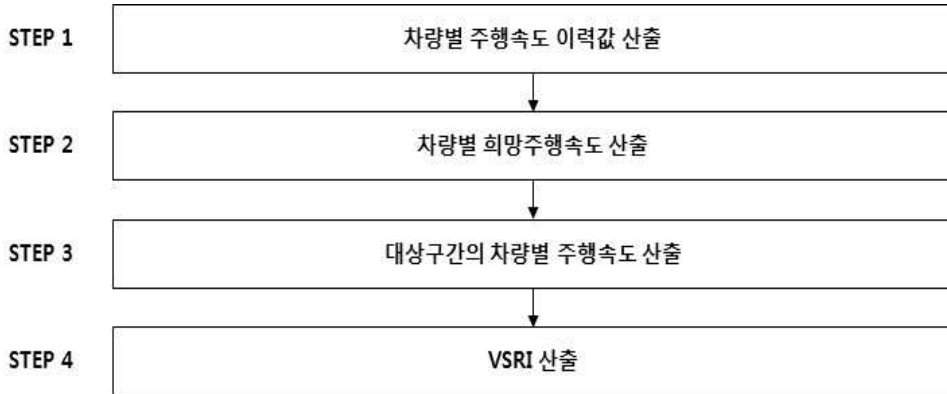 STEP 1 차량별 주행속도 이력값 산출
STEP 2 차량별 희망주행속도 산출
STEP 3 대상구간의 차량별 주행속도 산출
STEP 4 VSRI 산출